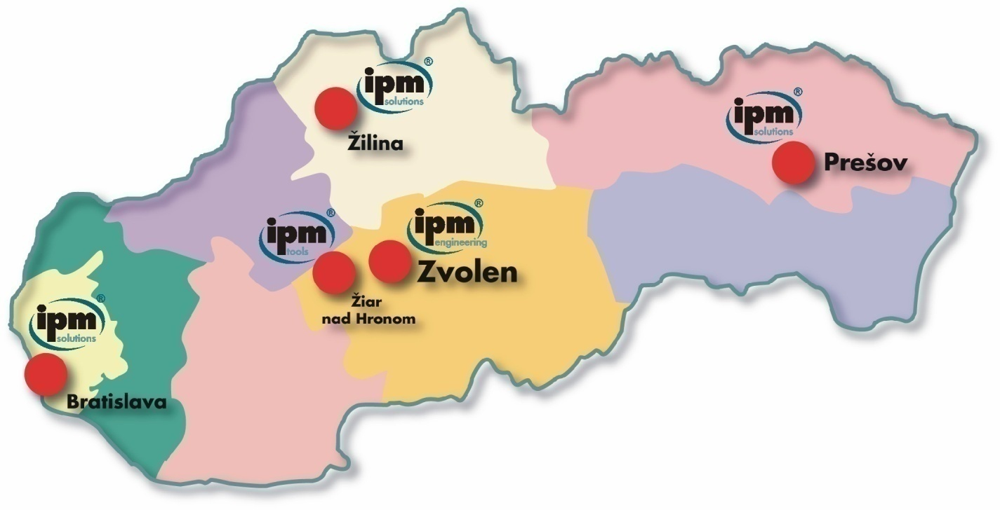 ipm®
solutions
Žilina
ipm®
solutions
Prešov
ipm®
tools
ipm®
engineering
Zvolen
Žiar
nad Hronom
ipm®
solutions
Bratislava